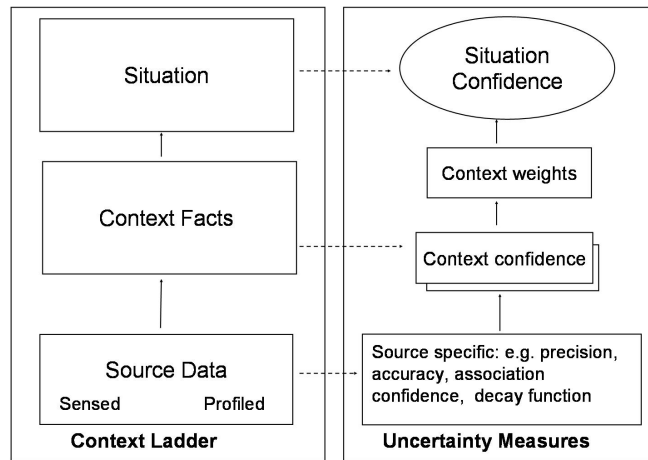 Situation
Context Facts
Source Data
Sensed Profiled
Context Ladder
Situation
Confidence
Context weights
Context confidence
Source specific: e.g. precision,
accuracy, association
confidence, decay function
Uncertainty Measures